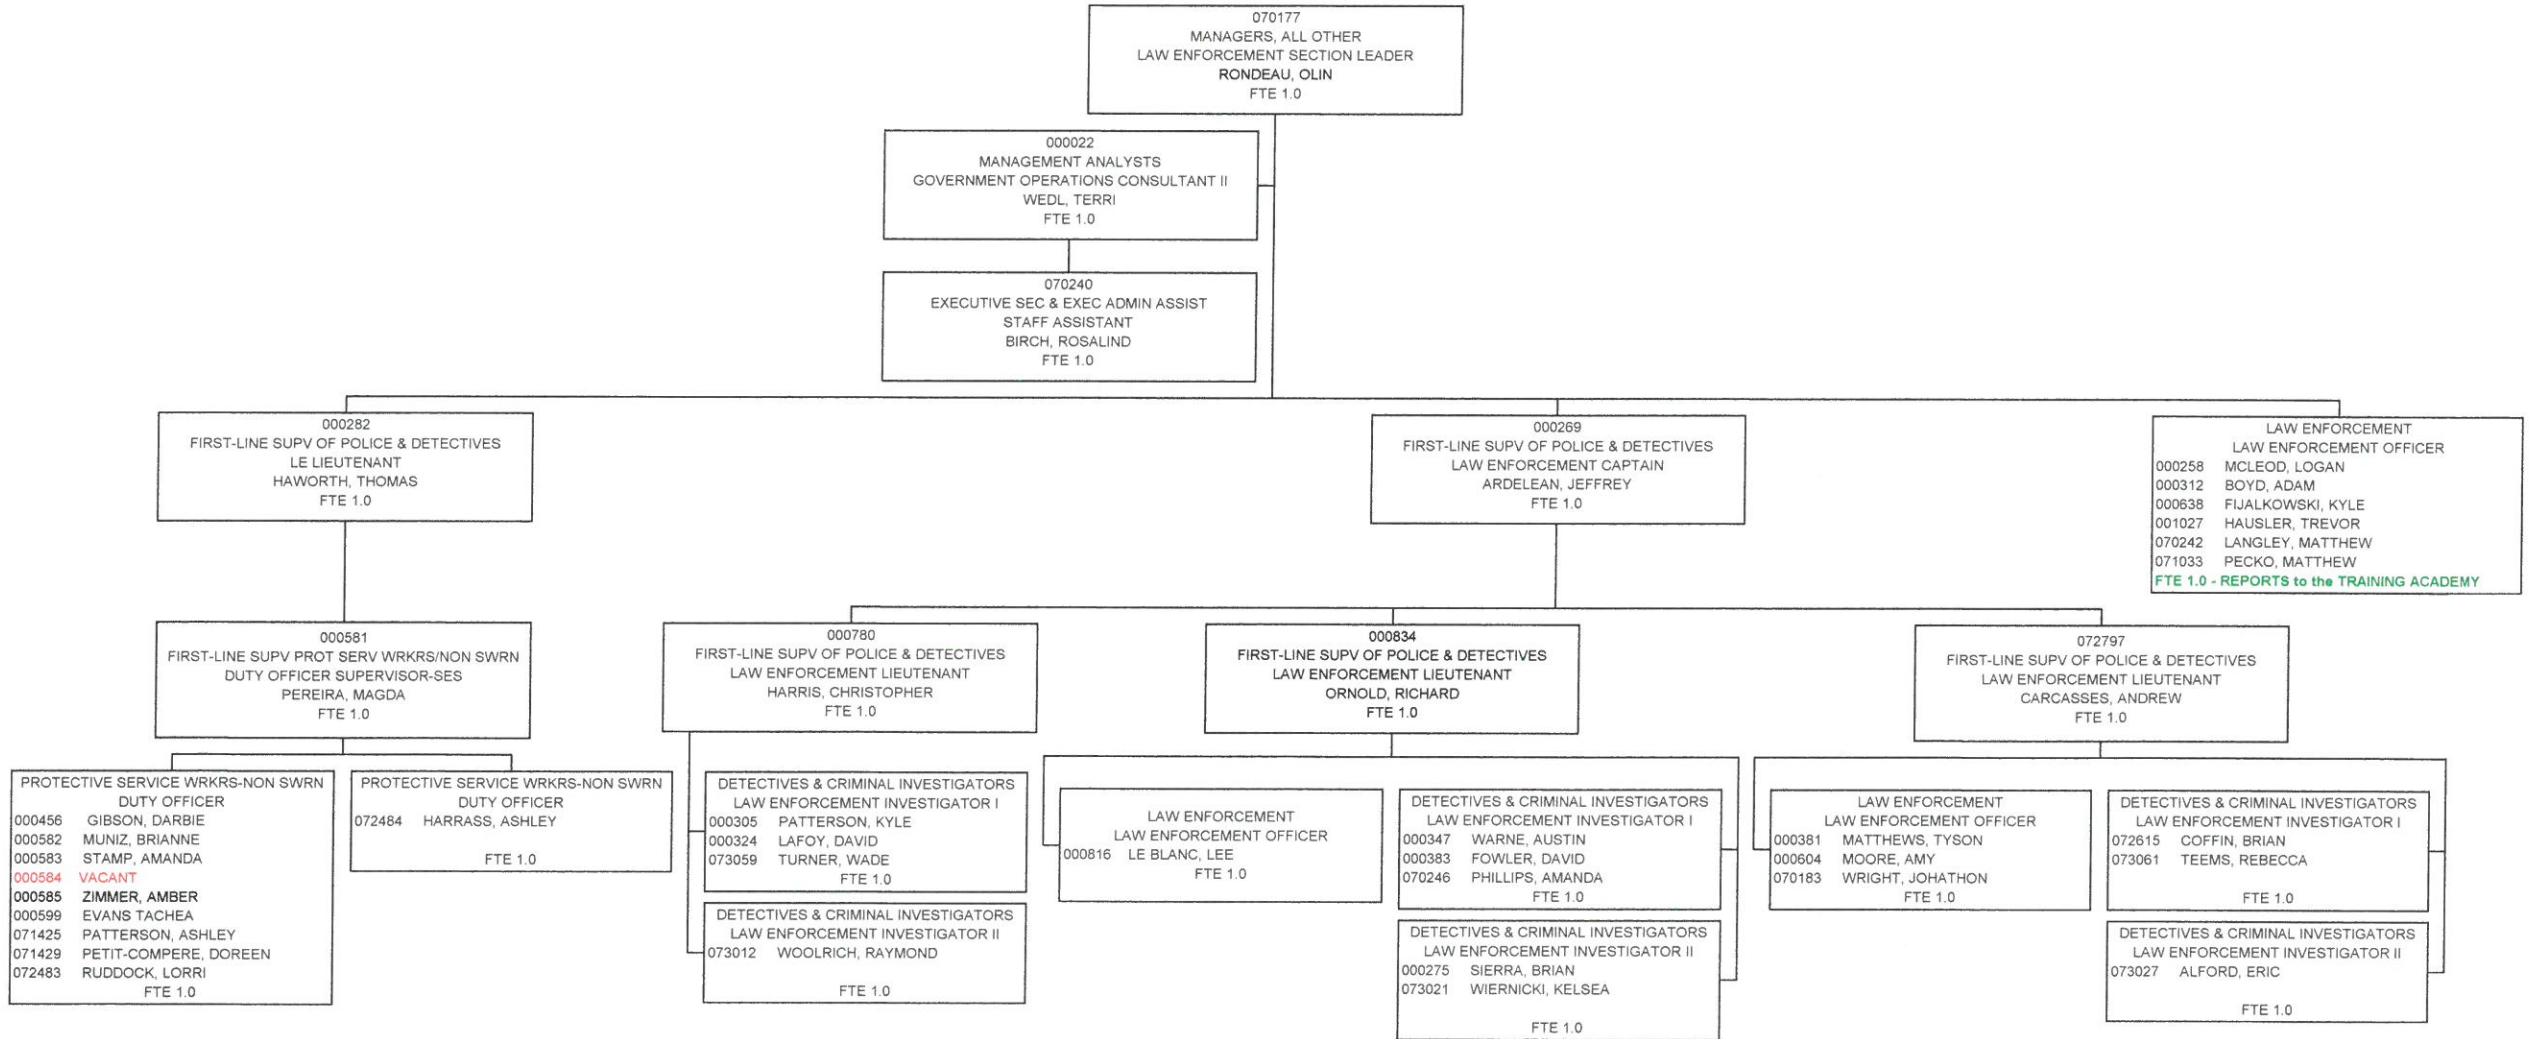 070177
MANAGERS, ALL OTHER
LAW ENFORCEMENT SECTION LEADER
RONDEAU, OLIN
FTE 1.0
000022
MANAGEMENT ANALYSTS
GOVERNMENT OPERATIONS CONSULTANT II
WEDL, TERRI
FTE 1.0
070240
EXECUTIVE SEC & EXEC ADMIN ASSIST
STAFF ASSISTANT
BIRCH, ROSALIND
FTE 1.0
000282
FIRST-LINE SUPV OF POLICE & DETECTIVES
LE LIEUTENANT
HAWORTH, THOMAS
FTE 1.0
000269
FIRST-LINE SUPV OF POLICE & DETECTIVES
LAW ENFORCEMENT CAPTAIN
ARDELEAN, JEFFREY
FTE 1.0
LAW ENFORCEMENT
LAW ENFORCEMENT OFFICER
000258 MCLEOD, LOGAN
000312 BOYD, ADAM
000638 FIJALKOWSKI, KYLE
001027 HAUSLER, TREVOR
070242 LANGLEY, MATTHEW
071033 PECKO, MATTHEW
FTE 1.0 - REPORTS to the TRAINING ACADEMY
000581
FIRST-LINE SUPV PROT SERV WRKRS/NON SWRN
DUTY OFFICER SUPERVISOR-SES
PEREIRA, MAGDA
FTE 1.0
000780
FIRST-LINE SUPV OF POLICE & DETECTIVES
LAW ENFORCEMENT LIEUTENANT
HARRIS, CHRISTOPHER
FTE 1.0
000834
FIRST-LINE SUPV OF POLICE & DETECTIVES
LAW ENFORCEMENT LIEUTENANT
ORNOLD, RICHARD
FTE 1.0
072797
FIRST-LINE SUPV OF POLICE & DETECTIVES
LAW ENFORCEMENT LIEUTENANT
CARCASSES, ANDREW
FTE 1.0
PROTECTIVE SERVICE WRKRS-NON SWRN
DUTY OFFICER
000456 GIBSON, DARBIE
000582 MUNIZ, BRIANNE
000583 STAMP, AMANDA
000584 VACANT
000585 ZIMMER, AMBER
000599 EVANS TACHEA
071425 PATTERSON, ASHLEY
071429 PETIT-COMPERE, DOREEN
072483 RUDDOCK, LORRI
FTE 1.0
PROTECTIVE SERVICE WRKRS-NON SWRN
DUTY OFFICER
072484 HARRASS, ASHLEY
FTE 1.0
DETECTIVES & CRIMINAL INVESTIGATORS
LAW ENFORCEMENT INVESTIGATOR I
000305 PATTERSON, KYLE
000324 LAFOY, DAVID
073059 TURNER, WADE
FTE 1.0
DETECTIVES & CRIMINAL INVESTIGATORS
LAW ENFORCEMENT INVESTIGATOR II
073012 WOOLRICH, RAYMOND
FTE 1.0
LAW ENFORCEMENT
LAW ENFORCEMENT OFFICER
000816 LE BLANC, LEE
FTE 1.0
DETECTIVES & CRIMINAL INVESTIGATORS
LAW ENFORCEMENT INVESTIGATOR I
000347 WARNE, AUSTIN
000383 FOWLER, DAVID
070246 PHILLIPS, AMANDA
FTE 1.0
DETECTIVES & CRIMINAL INVESTIGATORS
LAW ENFORCEMENT INVESTIGATOR II
000275 SIERRA, BRIAN
073021 WIERNICKI, KELSEA
FTE 1.0
LAW ENFORCEMENT
LAW ENFORCEMENT OFFICER
000381 MATTHEWS, TYSON
000604 MOORE, AMY
070183 WRIGHT, JOHATHON
FTE 1.0
DETECTIVES & CRIMINAL INVESTIGATORS
LAW ENFORCEMENT INVESTIGATOR I
072615 COFFIN, BRIAN
073061 TEEMS, REBECCA
FTE 1.0
DETECTIVES & CRIMINAL INVESTIGATORS
LAW ENFORCEMENT INVESTIGATOR II
073027 ALFORD, ERIC
FTE 1.0